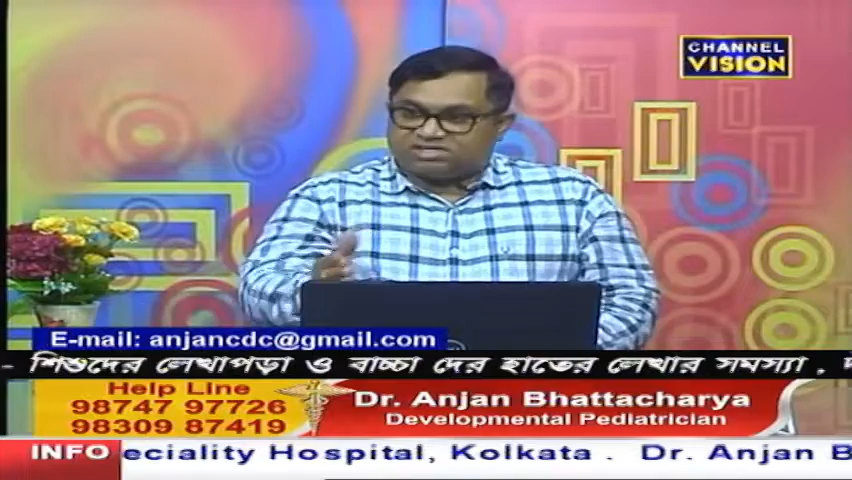 CHANNEL
VISION
E-mail: anjancdc@gmail.com
- শিশুদের লেখাপড়া ও বাচ্চা দের হাতের লেখার সমস্যা ,
Help Line
98747 97726
98309 87419
Dr. Anjan Bhattacharya
Developmental Pediatrician
INFO
eciality Hospital, Kolkata . Dr. Anjan B